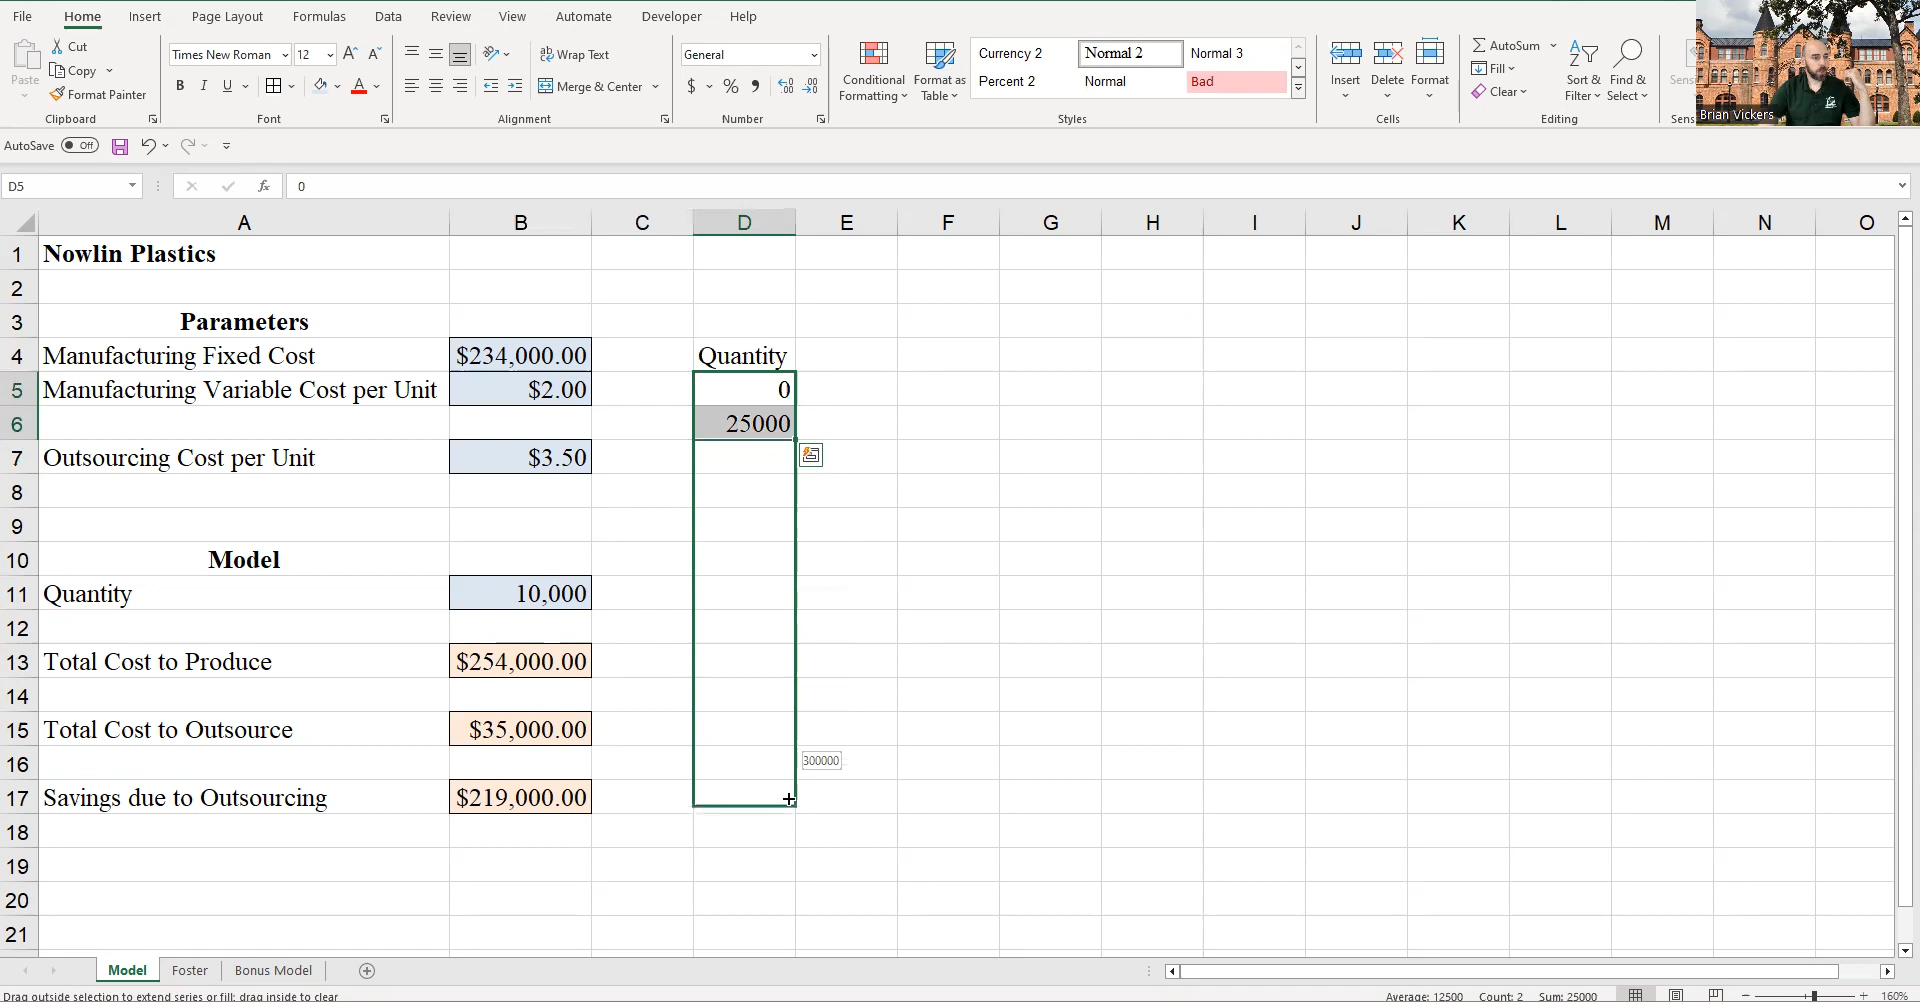 File Home Insert Page Layout Formulas Data Review View Automate Developer Help
Paste Cut Copy Format Painter Clipboard
Times New Roman 12 B I U Font
Wrap Text Merge & Center Alignment
General $ % Number
Conditional Formatting Format as Table
Currency 2 Normal 2 Normal 3
Percent 2 Normal Bad
Styles
Insert Delete Format Cells
AutoSum Fill Clear Sort & Filter Find & Select Editing
Sens
Brian Vickers
AutoSave Off
D5 fx 0
A B C D E F G H I J K L M N O
1 Nowlin Plastics
2
3 Parameters
4 Manufacturing Fixed Cost $234,000.00 Quantity
5 Manufacturing Variable Cost per Unit $2.00 0
6 25000
7 Outsourcing Cost per Unit $3.50
8
9
10 Model
11 Quantity 10,000
12
13 Total Cost to Produce $254,000.00
14
15 Total Cost to Outsource $35,000.00
16 300000
17 Savings due to Outsourcing $219,000.00
18
19
20
21
Model Foster Bonus Model
Drag outside selection to extend series or fill; drag inside to clear Average: 12500 Count: 2 Sum: 25000 160%